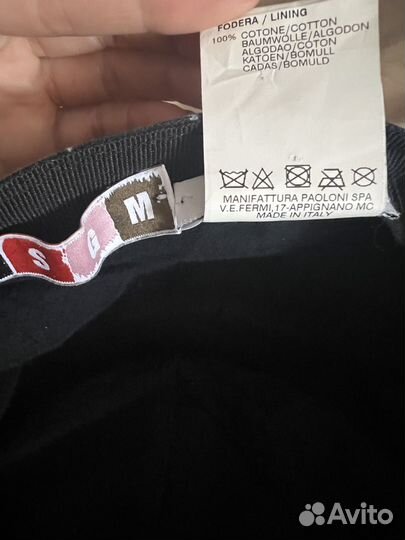 FODERA / LINING
100% COTONE/COTTON
BAUMWOLLE/ALGODON
ALGODAO/COTON
KATOEN/BOMULL
CADAS/BOMULD
MANIFATTURA PAOLONI SPA
V.E.FERMI,17-APPIGNANO MC
MADE IN ITALY
S G M
Avito